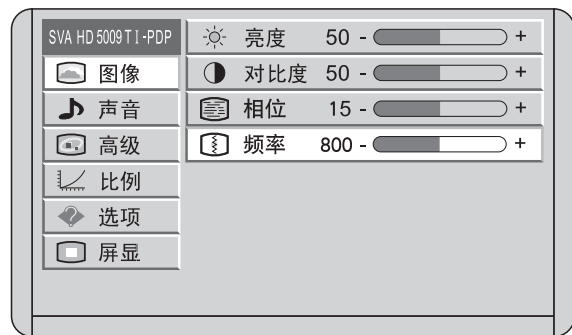 SVA HD 5009 T I -PDP
图像
声音
高级
比例
选项
屏显
亮度 50 - +
对比度 50 - +
相位 15 - +
频率 800 - +